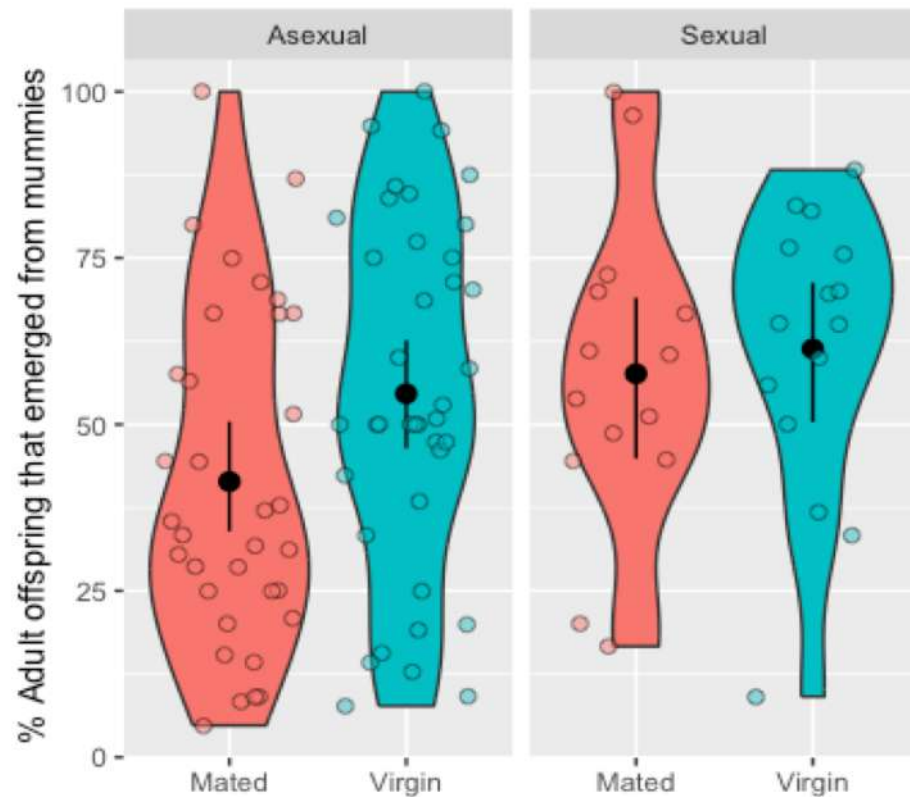 Asexual
Sexual
% Adult offspring that emerged from mummies
100
75
50
25
0
Mated
Virgin
Mated
Virgin